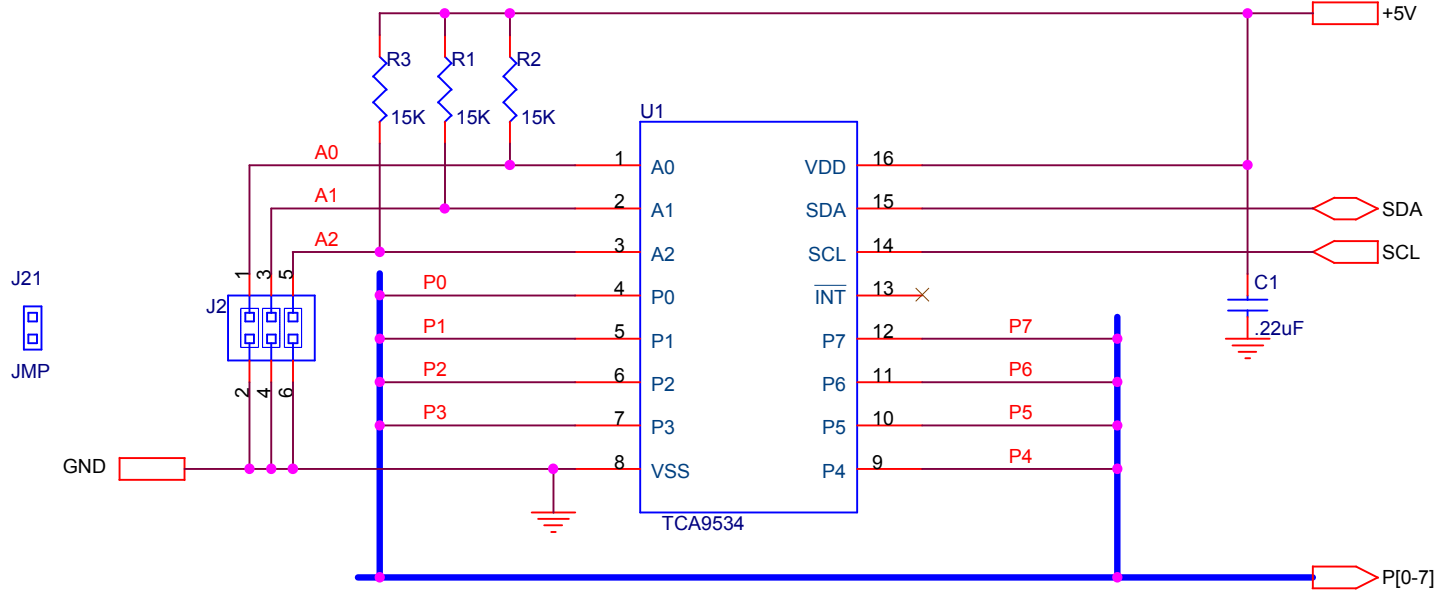 +5V
R3
R1
R2
15K
15K
15K
U1
A0
1
A0
VDD
16
A1
2
A1
SDA
15
SDA
A2
3
A2
SCL
14
SCL
J21
JMP
1
3
5
J2
2
4
6
P0
4
P0
INT
13
C1
.22uF
P1
5
P1
P7
12
P7
P2
6
P2
P6
11
P6
P3
7
P3
P5
10
P5
GND
8
VSS
P4
9
P4
TCA9534
P[0-7]